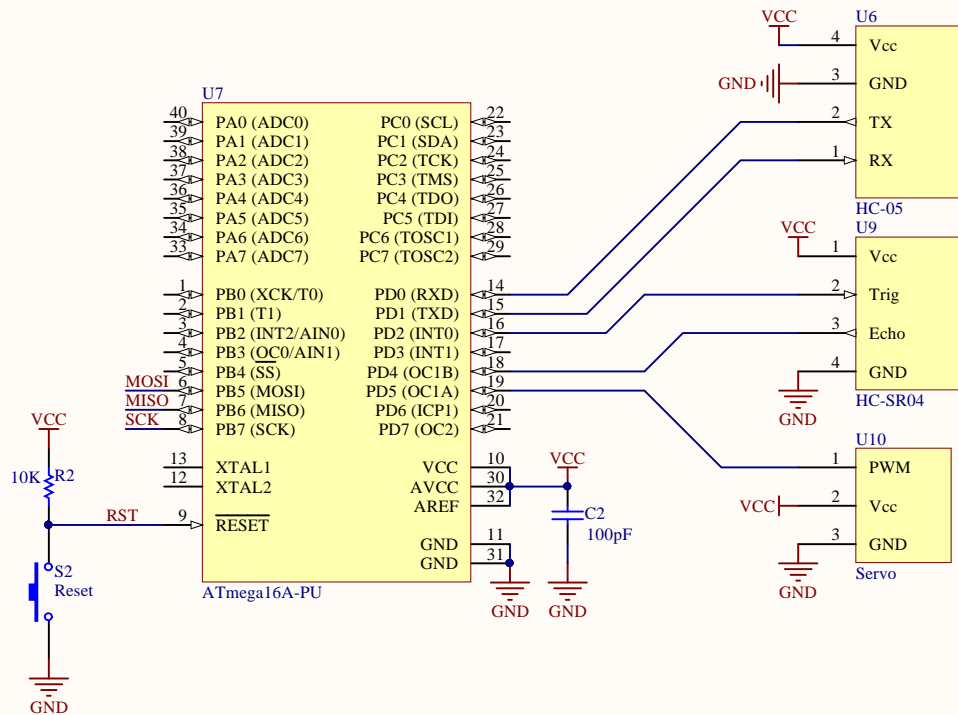 U7
40 PA0 (ADC0) PC0 (SCL) 22
39 PA1 (ADC1) PC1 (SDA) 23
38 PA2 (ADC2) PC2 (TCK) 24
37 PA3 (ADC3) PC3 (TMS) 25
36 PA4 (ADC4) PC4 (TDO) 26
35 PA5 (ADC5) PC5 (TDI) 27
34 PA6 (ADC6) PC6 (TOSC1) 28
33 PA7 (ADC7) PC7 (TOSC2) 29
1 PB0 (XCK/T0) PD0 (RXD) 14
2 PB1 (T1) PD1 (TXD) 15
3 PB2 (INT2/AIN0) PD2 (INT0) 16
4 PB3 (OC0/AIN1) PD3 (INT1) 17
5 PB4 (SS) PD4 (OC1B) 18
MOSI 6 PB5 (MOSI) PD5 (OC1A) 19
MISO 7 PB6 (MISO) PD6 (ICP1) 20
SCK 8 PB7 (SCK) PD7 (OC2) 21
13 XTAL1 VCC 10
12 XTAL2 AVCC 30
AREF 32
RST 9 RESET
GND 11
GND 31
ATmega16A-PU
VCC
10K R2
S2
Reset
GND
VCC
C2
100pF
GND
GND
U6
VCC 4 Vcc
GND 3 GND
2 TX
1 RX
HC-05
U9
VCC 1 Vcc
2 Trig
3 Echo
4 GND
GND
HC-SR04
U10
1 PWM
VCC 2 Vcc
3 GND
GND
Servo